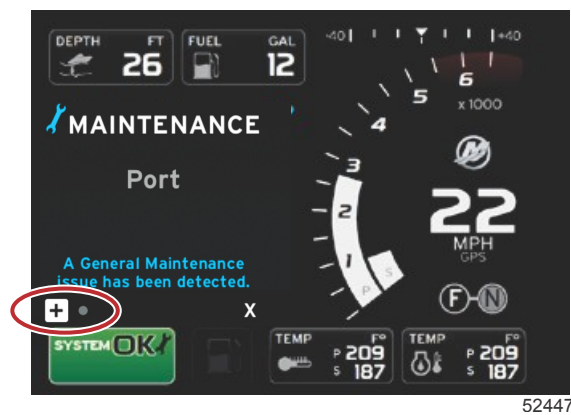 DEPTH FT
26
FUEL GAL
12
-40 +40
6
5
4
3
2
1
x 1000
MAINTENANCE
Port
22
MPH
GPS
P S
A General Maintenance
issue has been detected.
+
X
F-N
SYSTEM OK
TEMP F°
P 209
S 187
TEMP F°
P 209
S 187
52447